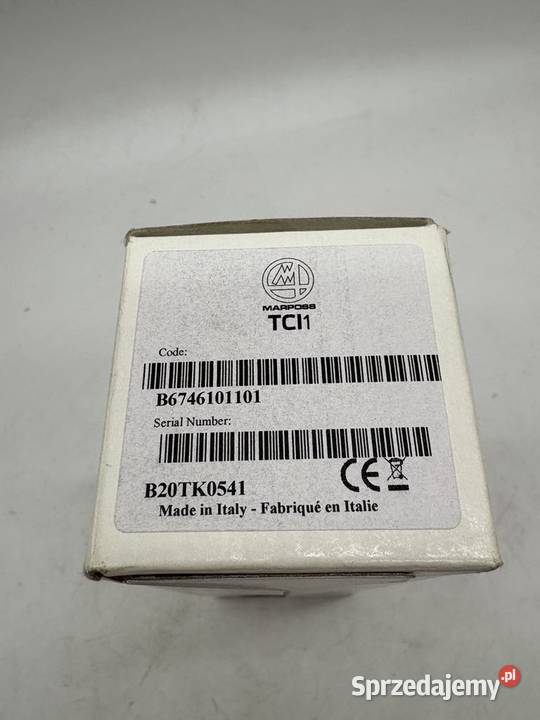 MARPOSS
TCI1
Code:
B6746101101
Serial Number:
B20TK0541
CE
Made in Italy - Fabriqué en Italie
Sprzedajemy.pl